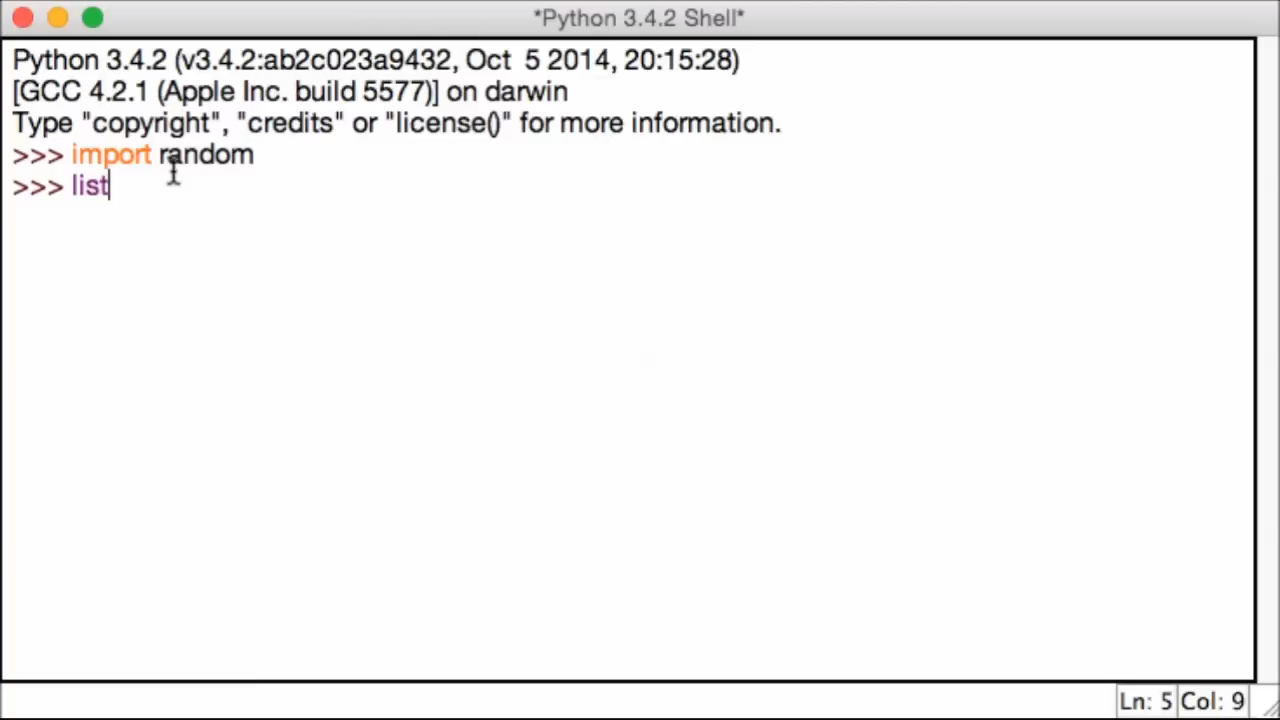 *Python 3.4.2 Shell*
Python 3.4.2 (v3.4.2:ab2c023a9432, Oct  5 2014, 20:15:28)
[GCC 4.2.1 (Apple Inc. build 5577)] on darwin
Type "copyright", "credits" or "license()" for more information.
>>> import random
>>> list
Ln: 5 Col: 9